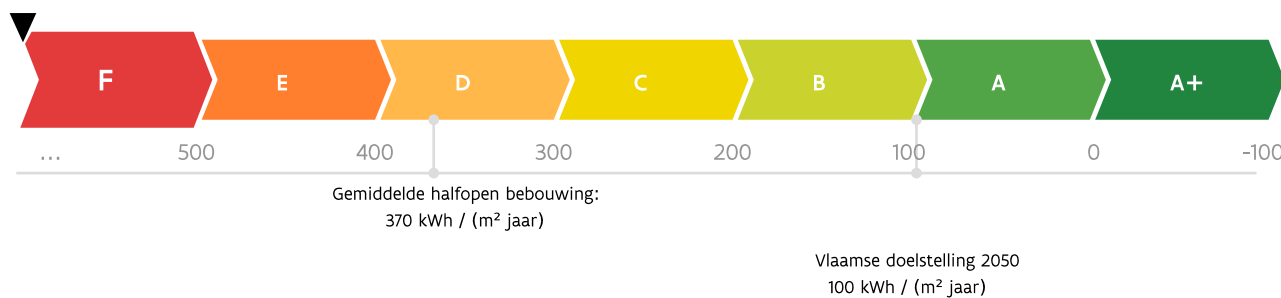 F E D C B A A+
... 500 400 300 200 100 0 -100
Gemiddelde halfopen bebouwing:
370 kWh / (m² jaar)
Vlaamse doelstelling 2050
100 kWh / (m² jaar)